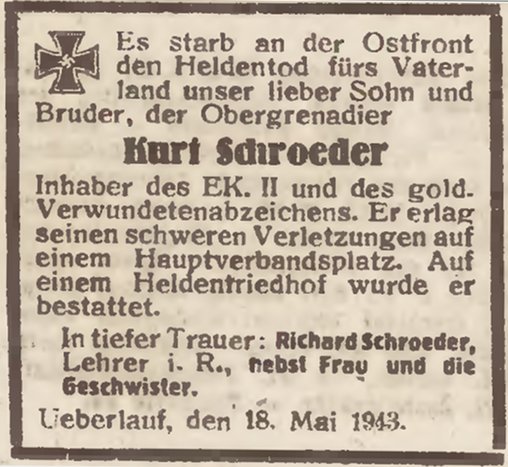 Es starb an der Ostfront
den Heldentod fürs Vater-
land unser lieber Sohn und
Bruder, der Obergrenadier
Kurt Schroeder
Inhaber des EK. II und des gold-
Verwundetenabzeichens. Er erlag
seinen schweren Verletzungen auf
einem Hauptverbandsplatz. Auf
einem Heldenfriedhof wurde er
bestattet.
In tiefer Trauer: Richard Schroeder,
Lehrer i. R., nebst Frau und die
Geschwister.
Ueberlauf, den 18. Mai 1943.